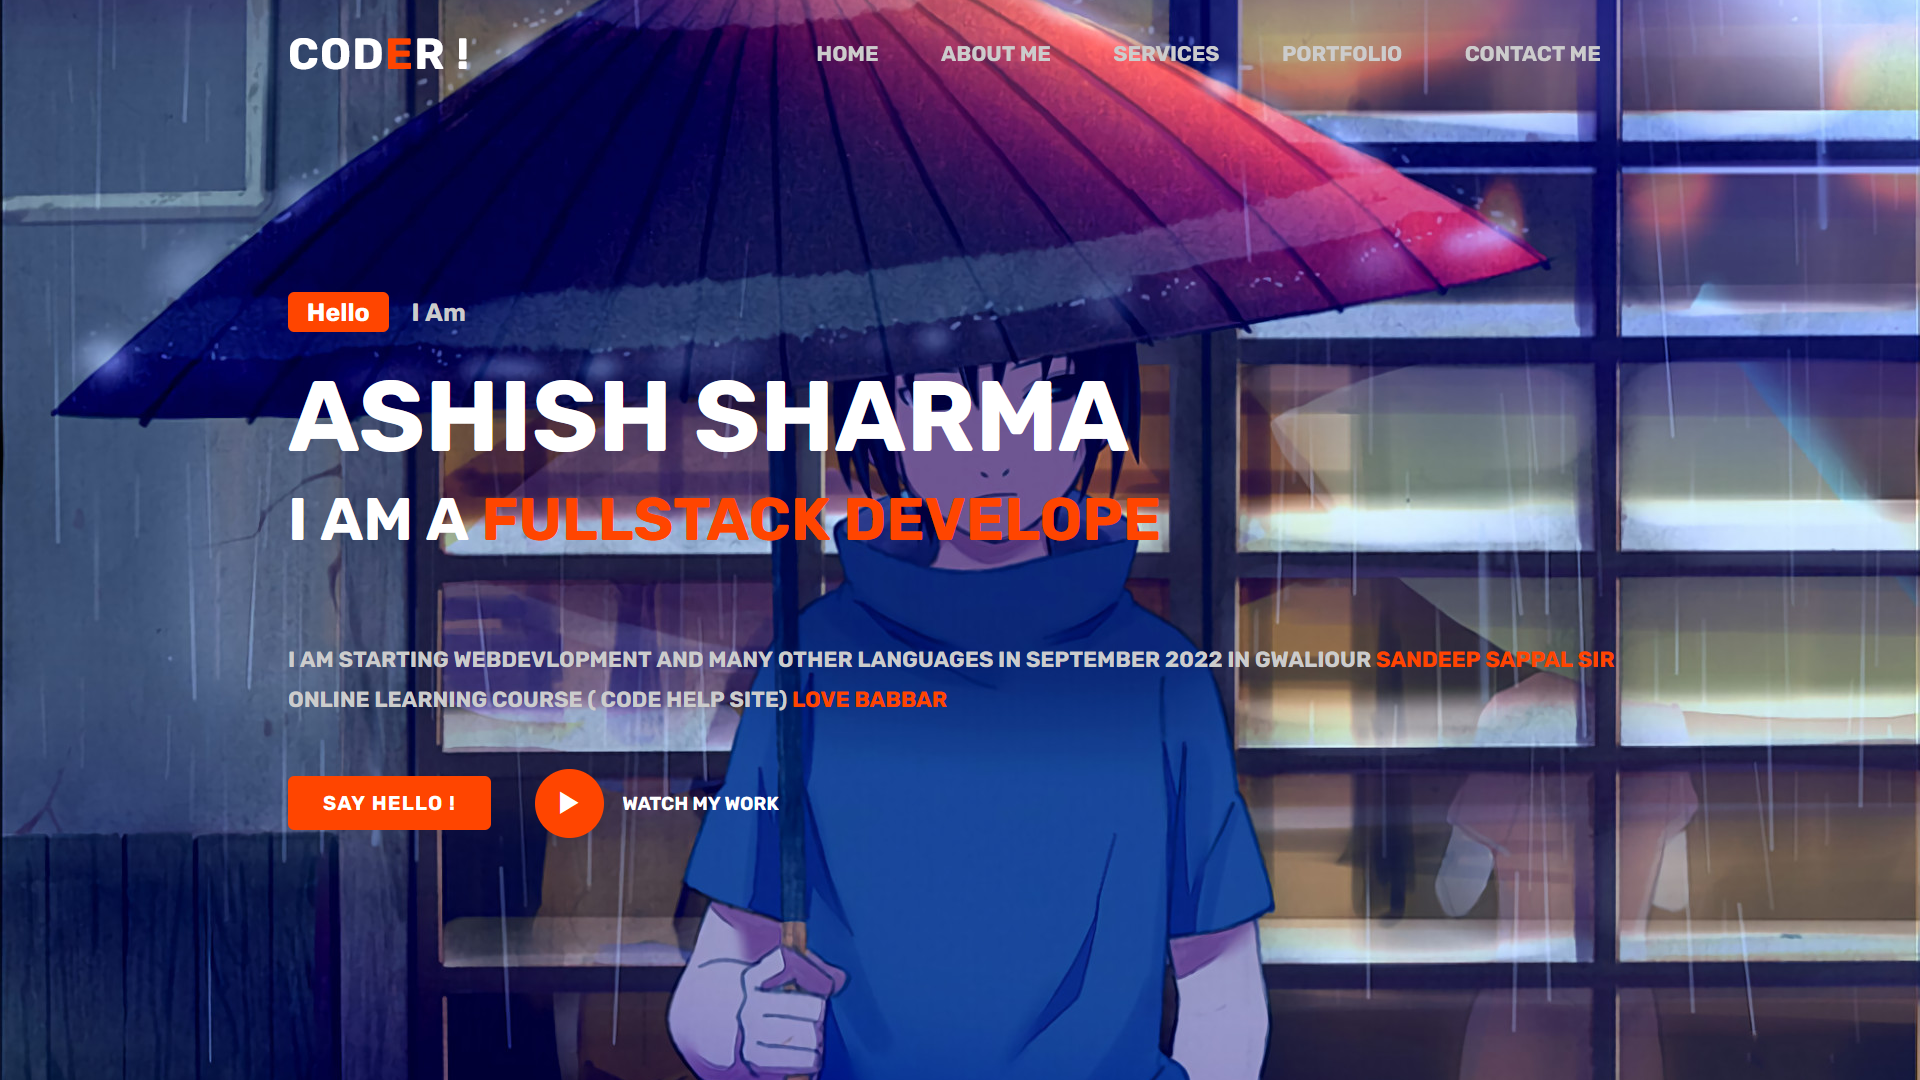 CODER !
HOME ABOUT ME SERVICES PORTFOLIO CONTACT ME
Hello I Am
ASHISH SHARMA
I AM A FULLSTACK DEVELOPE
I AM STARTING WEBDEVLOPMENT AND MANY OTHER LANGUAGES IN SEPTEMBER 2022 IN GWALIOUR SANDEEP SAPPAL SIR
ONLINE LEARNING COURSE ( CODE HELP SITE) LOVE BABBAR
SAY HELLO ! WATCH MY WORK